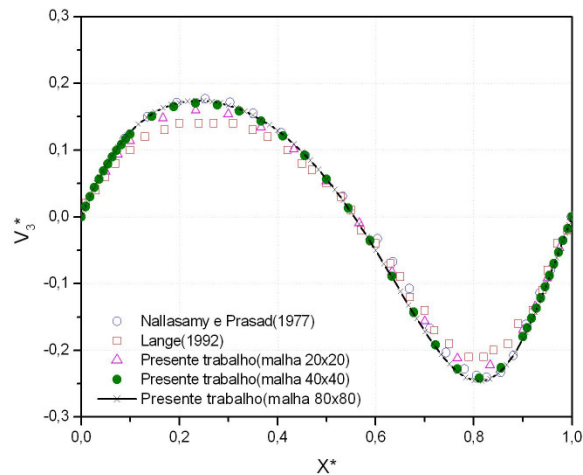 0,3
0,2
0,1
0,0
-0,1
-0,2
-0,3
V3*
Nallasamy e Prasad(1977)
Lange(1992)
Presente trabalho(malha 20x20)
Presente trabalho(malha 40x40)
Presente trabalho(malha 80x80)
0,0 0,2 0,4 0,6 0,8 1,0
X*